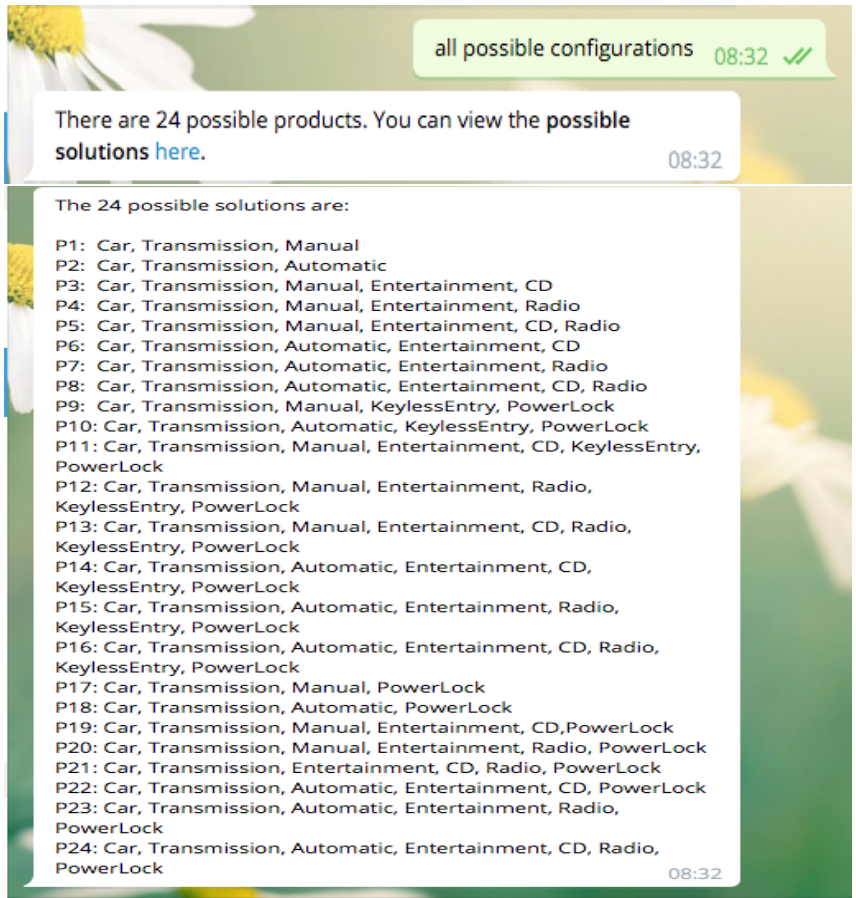 all possible configurations 08:32
There are 24 possible products. You can view the possible
solutions here.
08:32
The 24 possible solutions are:
P1: Car, Transmission, Manual
P2: Car, Transmission, Automatic
P3: Car, Transmission, Manual, Entertainment, CD
P4: Car, Transmission, Manual, Entertainment, Radio
P5: Car, Transmission, Manual, Entertainment, CD, Radio
P6: Car, Transmission, Automatic, Entertainment, CD
P7: Car, Transmission, Automatic, Entertainment, Radio
P8: Car, Transmission, Automatic, Entertainment, CD, Radio
P9: Car, Transmission, Manual, KeylessEntry, PowerLock
P10: Car, Transmission, Automatic, KeylessEntry, PowerLock
P11: Car, Transmission, Manual, Entertainment, CD, KeylessEntry,
PowerLock
P12: Car, Transmission, Manual, Entertainment, Radio,
KeylessEntry, PowerLock
P13: Car, Transmission, Manual, Entertainment, CD, Radio,
KeylessEntry, PowerLock
P14: Car, Transmission, Automatic, Entertainment, CD,
KeylessEntry, PowerLock
P15: Car, Transmission, Automatic, Entertainment, Radio,
KeylessEntry, PowerLock
P16: Car, Transmission, Automatic, Entertainment, CD, Radio,
KeylessEntry, PowerLock
P17: Car, Transmission, Manual, PowerLock
P18: Car, Transmission, Automatic, PowerLock
P19: Car, Transmission, Manual, Entertainment, CD,PowerLock
P20: Car, Transmission, Manual, Entertainment, Radio, PowerLock
P21: Car, Transmission, Entertainment, CD, Radio, PowerLock
P22: Car, Transmission, Automatic, Entertainment, CD, PowerLock
P23: Car, Transmission, Automatic, Entertainment, Radio,
PowerLock
P24: Car, Transmission, Automatic, Entertainment, CD, Radio,
PowerLock
08:32